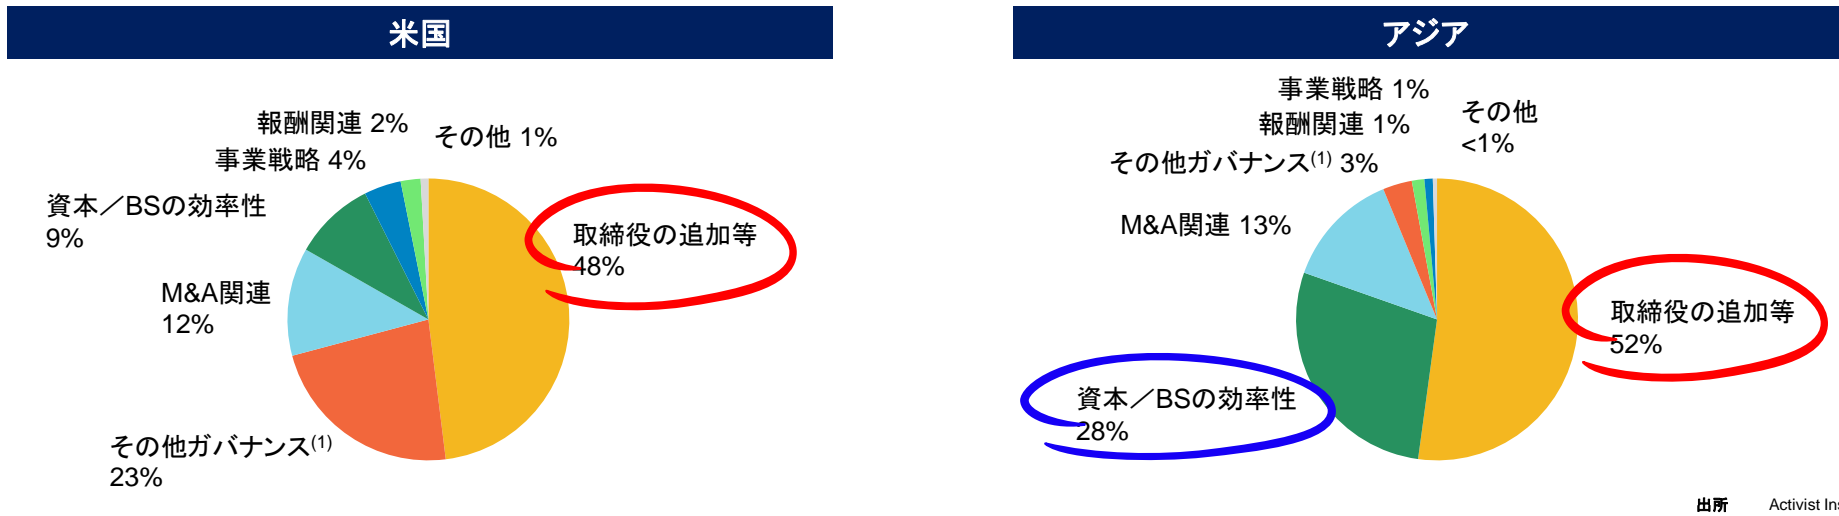 米国
報酬関連 2%
その他 1%
事業戦略 4%
資本／BSの効率性
9%
取締役の追加等
48%
M&A関連
12%
その他ガバナンス(1)
23%
アジア
事業戦略 1%
その他
<1%
報酬関連 1%
その他ガバナンス(1) 3%
M&A関連 13%
取締役の追加等
52%
資本／BSの効率性
28%
出所 Activist